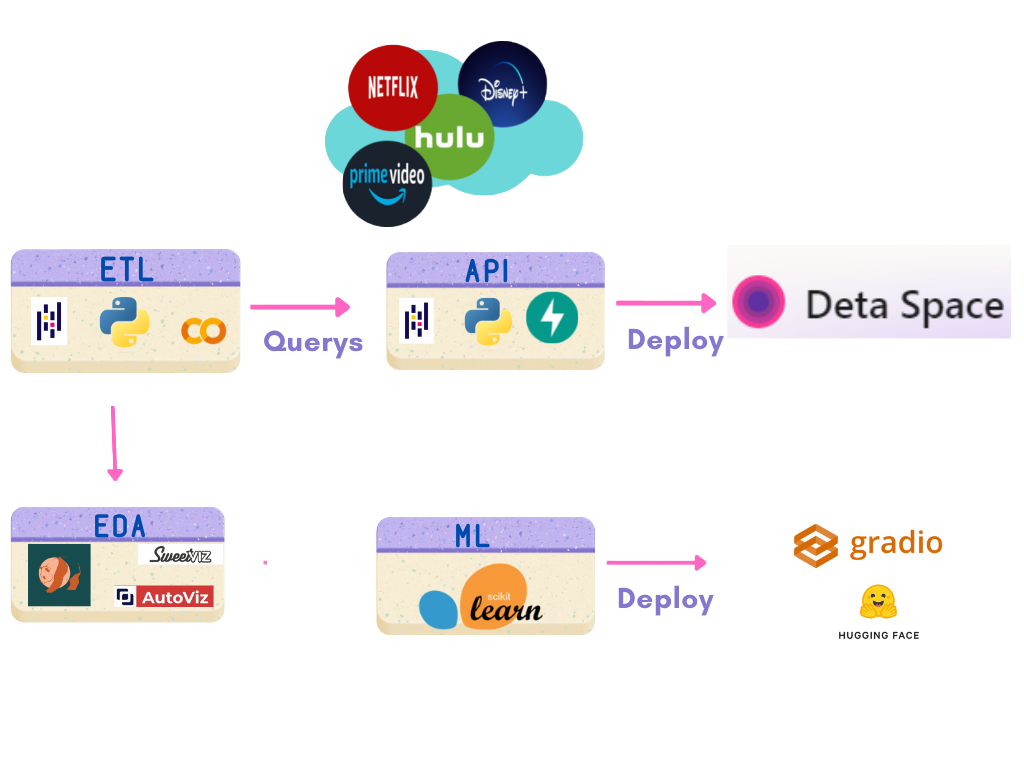 NETFLIX
Disney+
hulu
prime video
ETL
API
Deta Space
Querys
Deploy
EDA
SweetVIZ
AutoViz
ML
scikit
learn
gradio
Deploy
HUGGING FACE